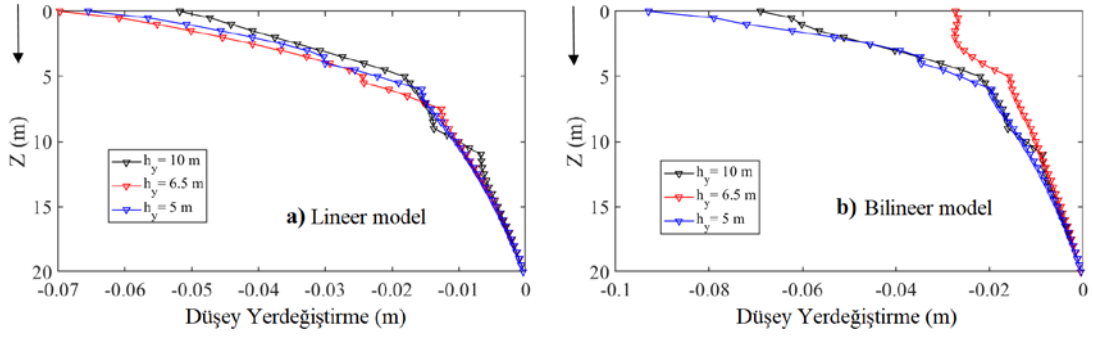 0
5
10
15
20
Z (m)
h_y = 10 m
h_y = 6.5 m
h_y = 5 m
a) Lineer model
-0.07 -0.06 -0.05 -0.04 -0.03 -0.02 -0.01 0
Düşey Yerdeğiştirme (m)
0
5
10
15
20
Z (m)
h_y = 10 m
h_y = 6.5 m
h_y = 5 m
b) Bilineer model
-0.1 -0.08 -0.06 -0.04 -0.02 0
Düşey Yerdeğiştirme (m)